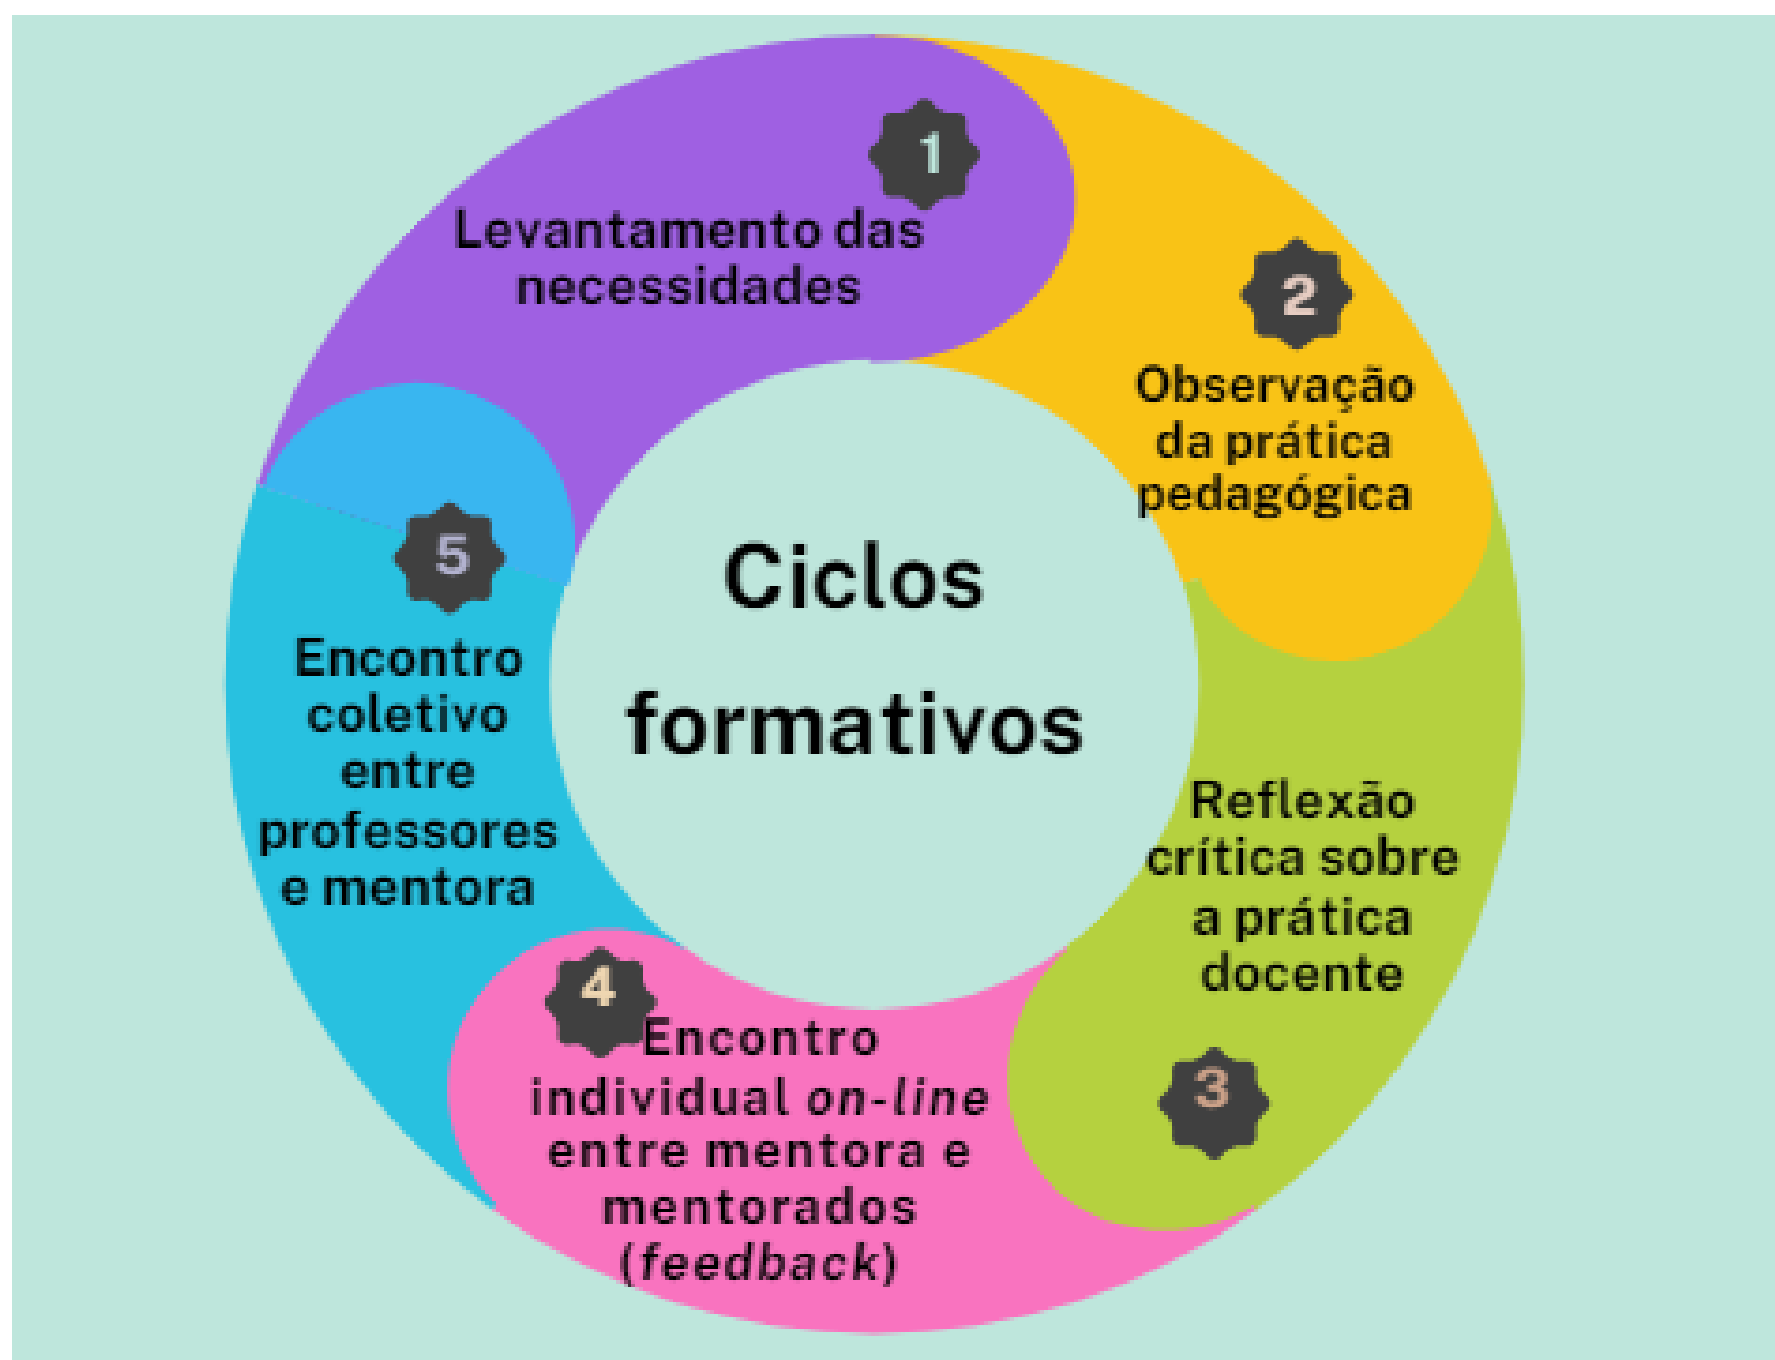 1
Levantamento das
necessidades
2
Observação
da prática
pedagógica
Reflexão
crítica sobre
a prática
docente
3
4
Encontro
individual on-line
entre mentora e
mentorados
(feedback)
5
Encontro
coletivo
entre
professores
e mentora
Ciclos
formativos